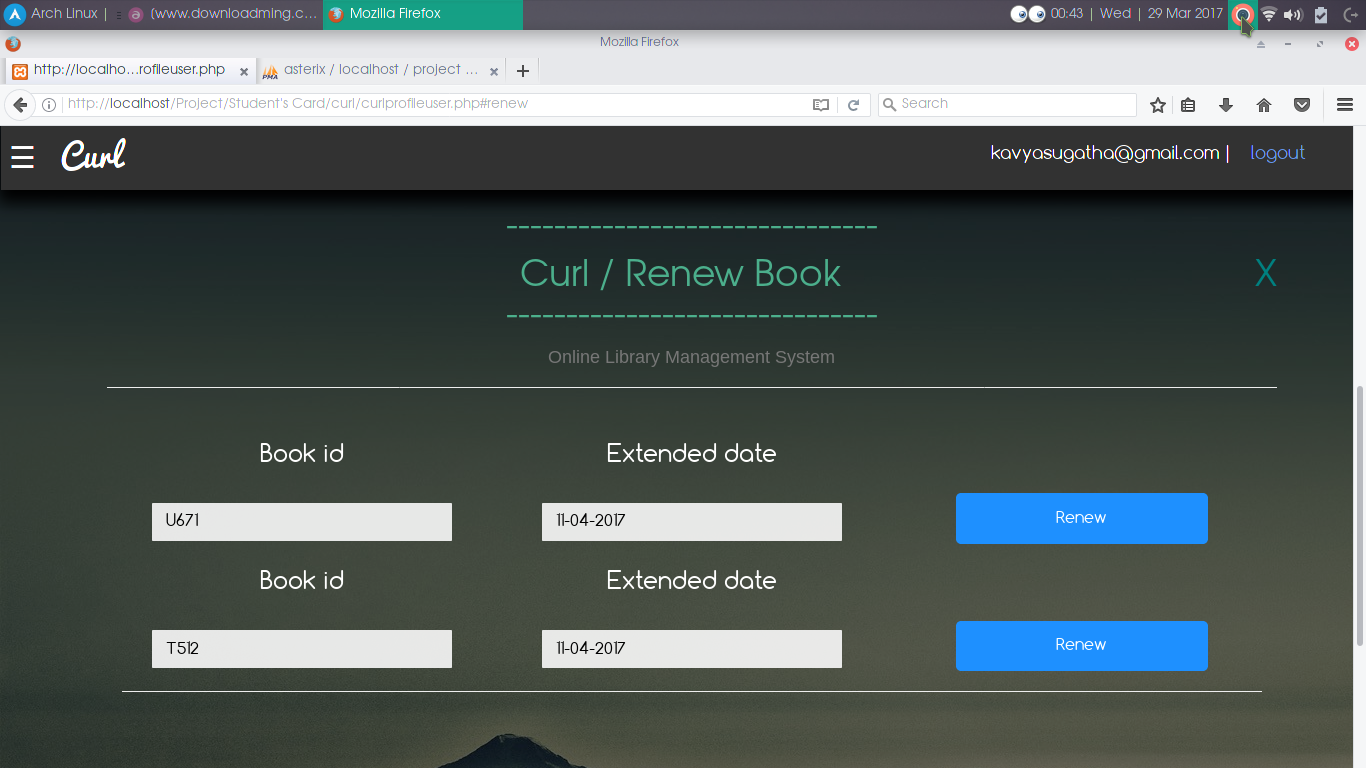 Arch Linux | [www.downloadming.c... Mozilla Firefox 00:43 | Wed | 29 Mar 2017
Mozilla Firefox
http://localho...rofileuser.php asterix / localhost / project ...
http://localhost/Project/Student's Card/curl/curlprofileuser.php#renew Search
Curl kavyasugatha@gmail.com | logout
------------------------------
Curl / Renew Book X
------------------------------
Online Library Management System
Book id Extended date
U671 11-04-2017 Renew
Book id Extended date
T512 11-04-2017 Renew